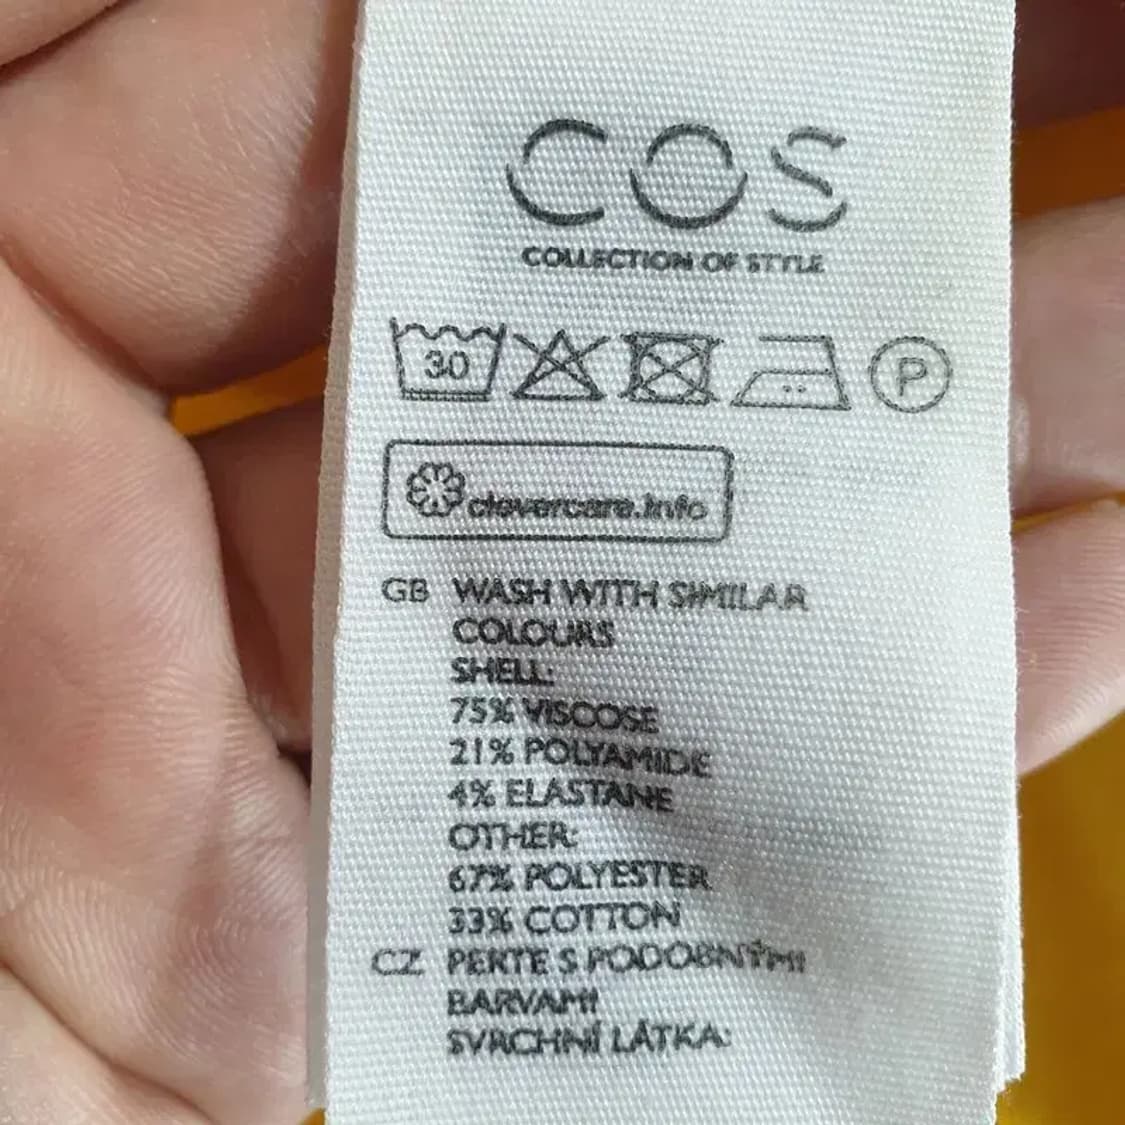 COS
COLLECTION OF STYLE
30
P
clevercare.info
GB WASH WITH SIMILAR
COLOURS
SHELL:
75% VISCOSE
21% POLYAMIDE
4% ELASTANE
OTHER:
67% POLYESTER
33% COTTON
CZ PERTE S PODOBNÝMI
BARVAMI
SVRCHNÍ LÁTKA: